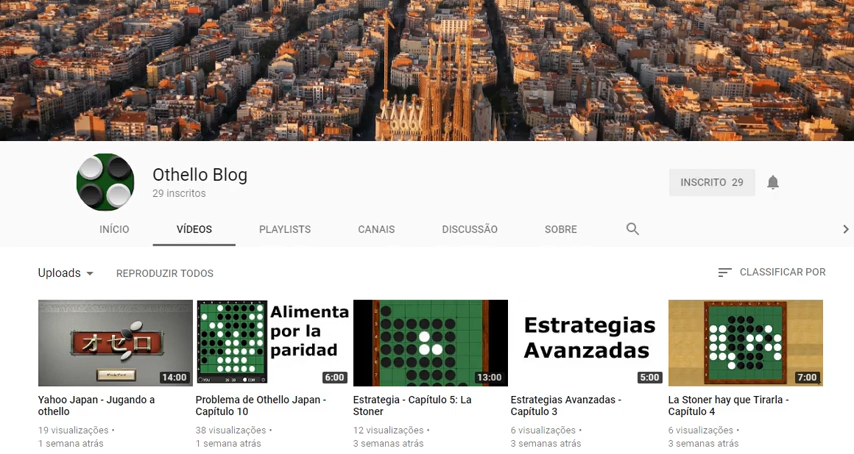 Othello Blog
29 inscritos
INSCRITO 29
INÍCIO
VÍDEOS
PLAYLISTS
CANAIS
DISCUSSÃO
SOBRE
Uploads
REPRODUZIR TODOS
CLASSIFICAR POR
オセロ
14:00
Alimenta
por la
paridad
6:00
13:00
Estrategias
Avanzadas
5:00
7:00
Yahoo Japan - Jugando a
othello
19 visualizações •
1 semana atrás
Problema de Othello Japan -
Capítulo 10
38 visualizações •
1 semana atrás
Estrategia - Capítulo 5: La
Stoner
12 visualizações •
3 semanas atrás
Estrategias Avanzadas -
Capítulo 3
6 visualizações •
3 semanas atrás
La Stoner hay que Tirarla -
Capítulo 4
6 visualizações •
3 semanas atrás